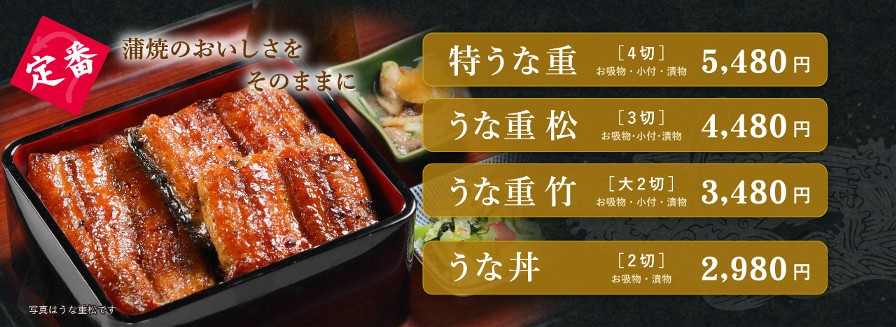 定番
蒲焼のおいしさを
そのままに
特うな重 [4切] お吸物・小付・漬物 5,480円
うな重 松 [3切] お吸物・小付・漬物 4,480円
うな重 竹 [大2切] お吸物・小付・漬物 3,480円
うな丼 [2切] お吸物・漬物 2,980円
写真はうな重松です